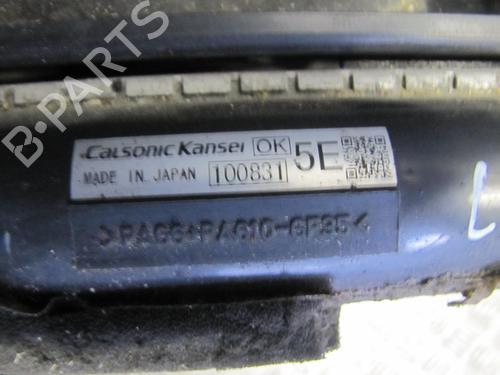 B-PARTS
CalsonicKansei OK 5E
MADE IN JAPAN 100831
>PA66+PA610-GF35<